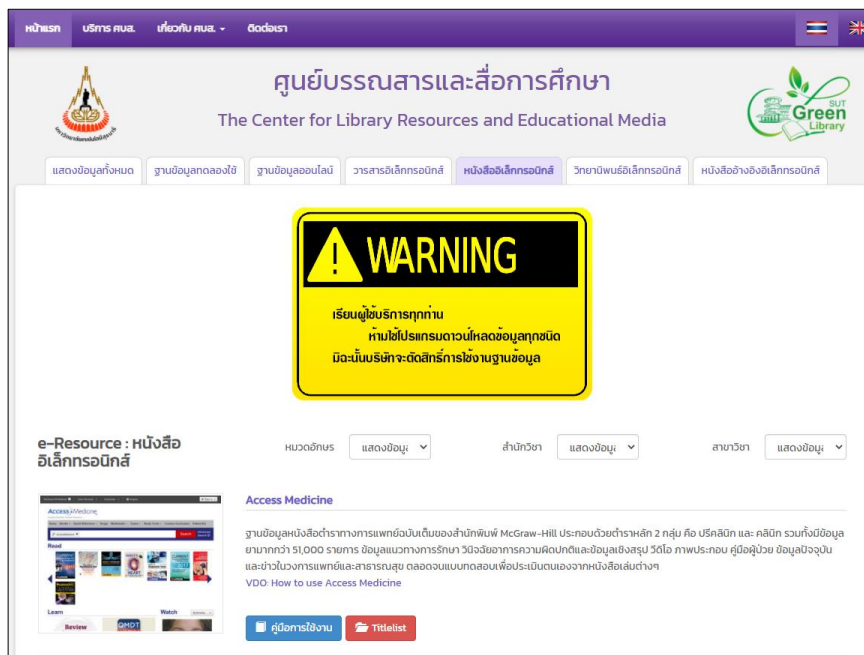 หน้าแรก บริการ ศบส. เกี่ยวกับ ศบส. ติดต่อเรา
ศูนย์บรรณสารและสื่อการศึกษา
The Center for Library Resources and Educational Media
SUT
Green
Library
แสดงข้อมูลทั้งหมด ฐานข้อมูลทดลองใช้ ฐานข้อมูลออนไลน์ วารสารอิเล็กทรอนิกส์ หนังสืออิเล็กทรอนิกส์ วิทยานิพนธ์อิเล็กทรอนิกส์ หนังสืออ้างอิงอิเล็กทรอนิกส์
WARNING
เรียนผู้ใช้บริการทุกท่าน
ห้ามใช้โปรแกรมดาวน์โหลดข้อมูลทุกชนิด
มิฉะนั้นบริษัทจะตัดสิทธิ์การใช้งานฐานข้อมูล
e-Resource : หนังสือ
อิเล็กทรอนิกส์
หมวดอักษร แสดงข้อมูล สำนักวิชา แสดงข้อมูล สาขาวิชา แสดงข้อมูล
Access Medicine
ฐานข้อมูลหนังสือตำราทางการแพทย์ฉบับเต็มของสำนักพิมพ์ McGraw-Hill ประกอบด้วยตำราหลัก 2 กลุ่ม คือ ปรีคลินิก และ คลินิก รวมทั้งมีข้อมูล
ยามากกว่า 51,000 รายการ ข้อมูลแนวทางการรักษา วินิจฉัยอาการความผิดปกติและข้อมูลเชิงสรุป วีดิโอ ภาพประกอบ คู่มือผู้ป่วย ข้อมูลปัจจุบัน
และข่าวในวงการแพทย์และสาธารณสุข ตลอดจนแบบทดสอบเพื่อประเมินตนเองจากหนังสือเล่มต่างๆ
VDO: How to use Access Medicine
คู่มือการใช้งาน Titlelist
Access Medicine
Search
Read
Learn Watch
Review QMDT